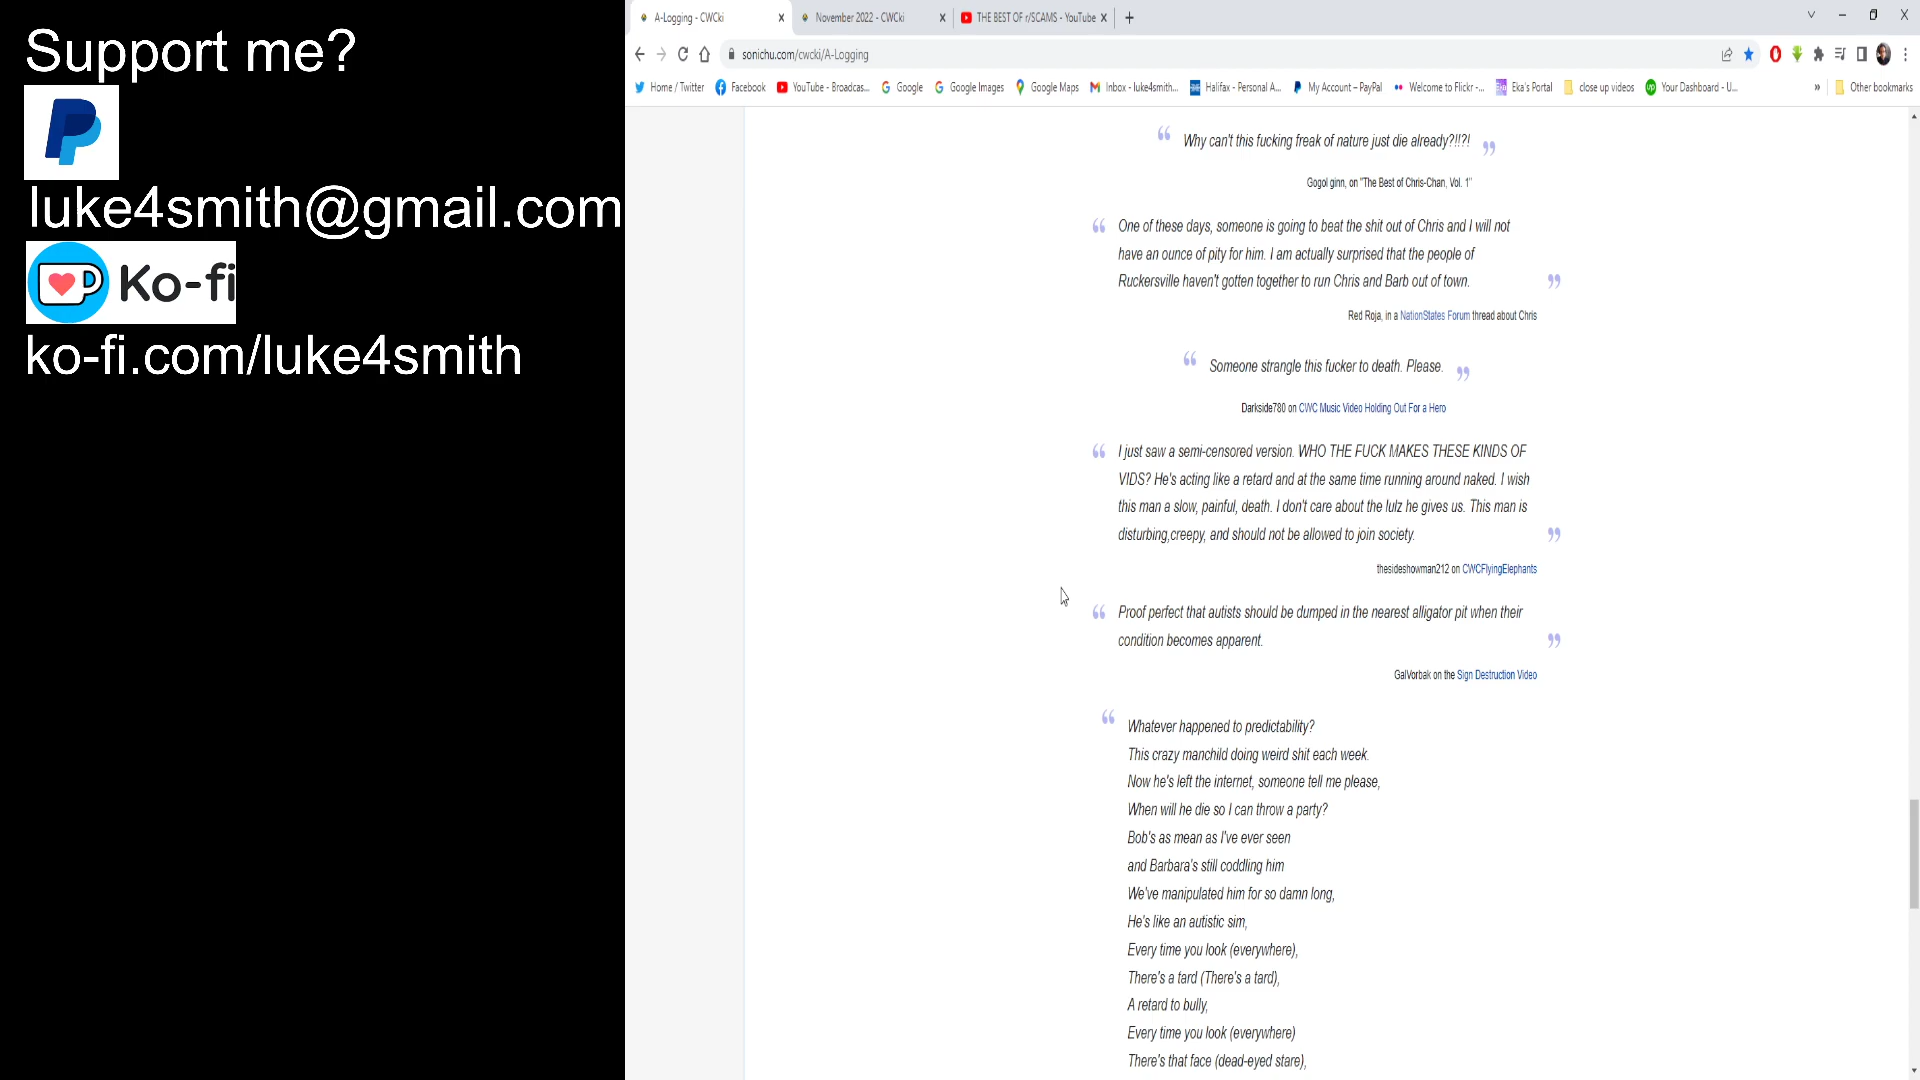 Support me?
luke4smith@gmail.com
Ko-fi
ko-fi.com/luke4smith
A-Logging - CWCki
November 2022 - CWCki
THE BEST OF r/SCAMS - YouTube
sonichu.com/cwcki/A-Logging
Home / Twitter
Facebook
YouTube - Broadcas...
Google
Google Images
Google Maps
Inbox - luke4smith...
Halifax - Personal A...
My Account – PayPal
Welcome to Flickr -...
Eka's Portal
close up videos
Your Dashboard - U...
»
Other bookmarks
“ Why can't this fucking freak of nature just die already?!!?! ”
Gogol ginn, on "The Best of Chris-Chan, Vol. 1"
“ One of these days, someone is going to beat the shit out of Chris and I will not
have an ounce of pity for him. I am actually surprised that the people of
Ruckersville haven't gotten together to run Chris and Barb out of town. ”
Red Roja, in a NationStates Forum thread about Chris
“ Someone strangle this fucker to death. Please. ”
Darkside780 on CWC Music Video Holding Out For a Hero
“ I just saw a semi-censored version. WHO THE FUCK MAKES THESE KINDS OF
VIDS? He's acting like a retard and at the same time running around naked. I wish
this man a slow, painful, death. I don't care about the lulz he gives us. This man is
disturbing,creepy, and should not be allowed to join society. ”
thesideshowman212 on CWCFlyingElephants
“ Proof perfect that autists should be dumped in the nearest alligator pit when their
condition becomes apparent. ”
GalVorbak on the Sign Destruction Video
“ Whatever happened to predictability?
This crazy manchild doing weird shit each week.
Now he's left the internet, someone tell me please,
When will he die so I can throw a party?
Bob's as mean as I've ever seen
and Barbara's still coddling him
We've manipulated him for so damn long,
He's like an autistic sim,
Every time you look (everywhere),
There's a tard (There's a tard),
A retard to bully,
Every time you look (everywhere)
There's that face (dead-eyed stare),